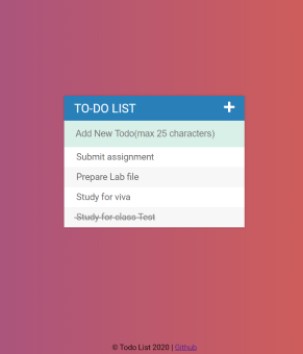 TO-DO LIST +
Add New Todo(max 25 characters)
Submit assignment
Prepare Lab file
Study for viva
Study for class Test
© Todo List 2020 | Github